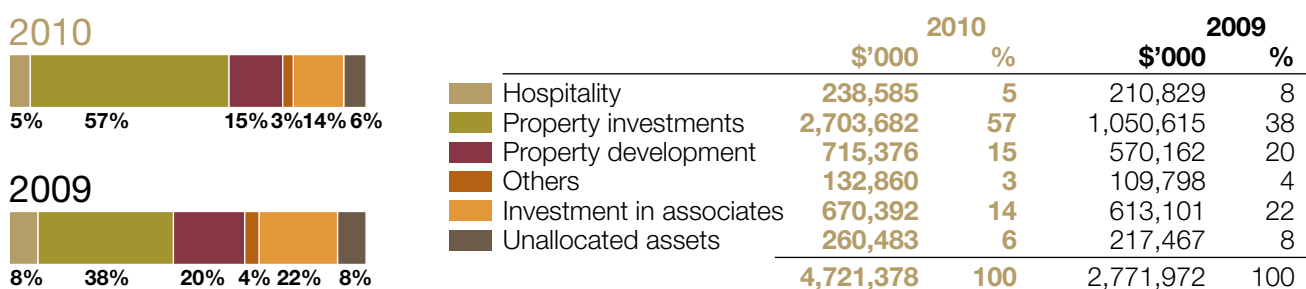 2010
5% 57% 15% 3% 14% 6%
2009
8% 38% 20% 4% 22% 8%
2010 2009
$'000 % $'000 %
Hospitality 238,585 5 210,829 8
Property investments 2,703,682 57 1,050,615 38
Property development 715,376 15 570,162 20
Others 132,860 3 109,798 4
Investment in associates 670,392 14 613,101 22
Unallocated assets 260,483 6 217,467 8
4,721,378 100 2,771,972 100